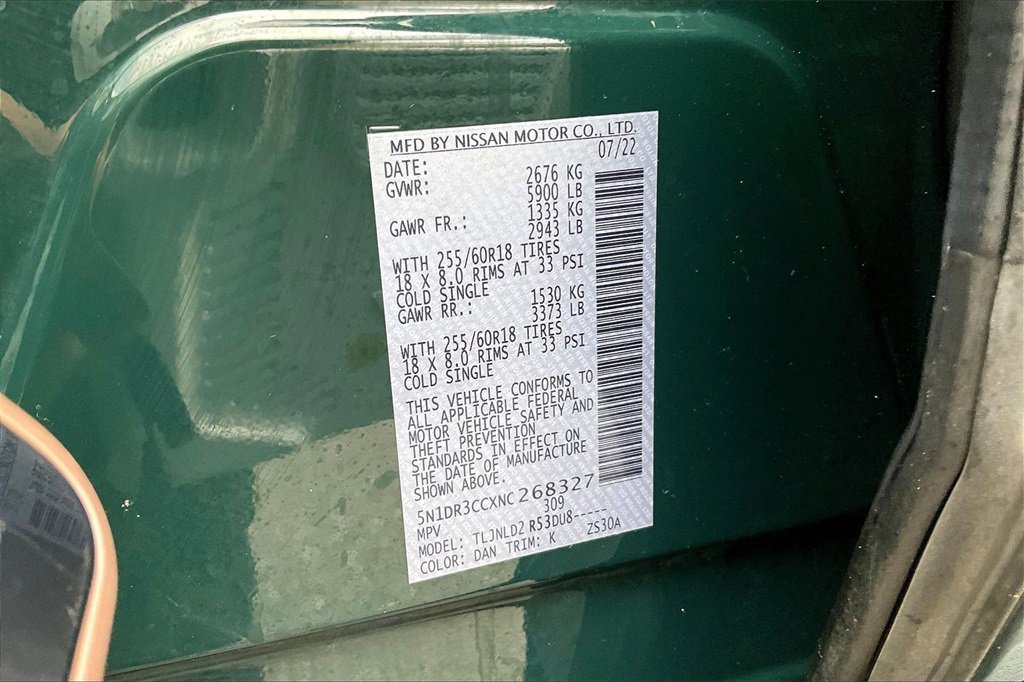 MFD BY NISSAN MOTOR CO., LTD.
DATE: 07/22
GVWR: 2676 KG
5900 LB
GAWR FR.: 1335 KG
2943 LB
WITH 255/60R18 TIRES
18 X 8.0 RIMS AT 33 PSI
COLD SINGLE
GAWR RR.: 1530 KG
3373 LB
WITH 255/60R18 TIRES
18 X 8.0 RIMS AT 33 PSI
COLD SINGLE
THIS VEHICLE CONFORMS TO
ALL APPLICABLE FEDERAL
MOTOR VEHICLE SAFETY AND
THEFT PREVENTION
STANDARDS IN EFFECT ON
THE DATE OF MANUFACTURE
SHOWN ABOVE.
5N1DR3CCXNC268327
MPV 309
MODEL: TLJNLD2 R53DU8-----
COLOR: DAN TRIM: K ZS30A